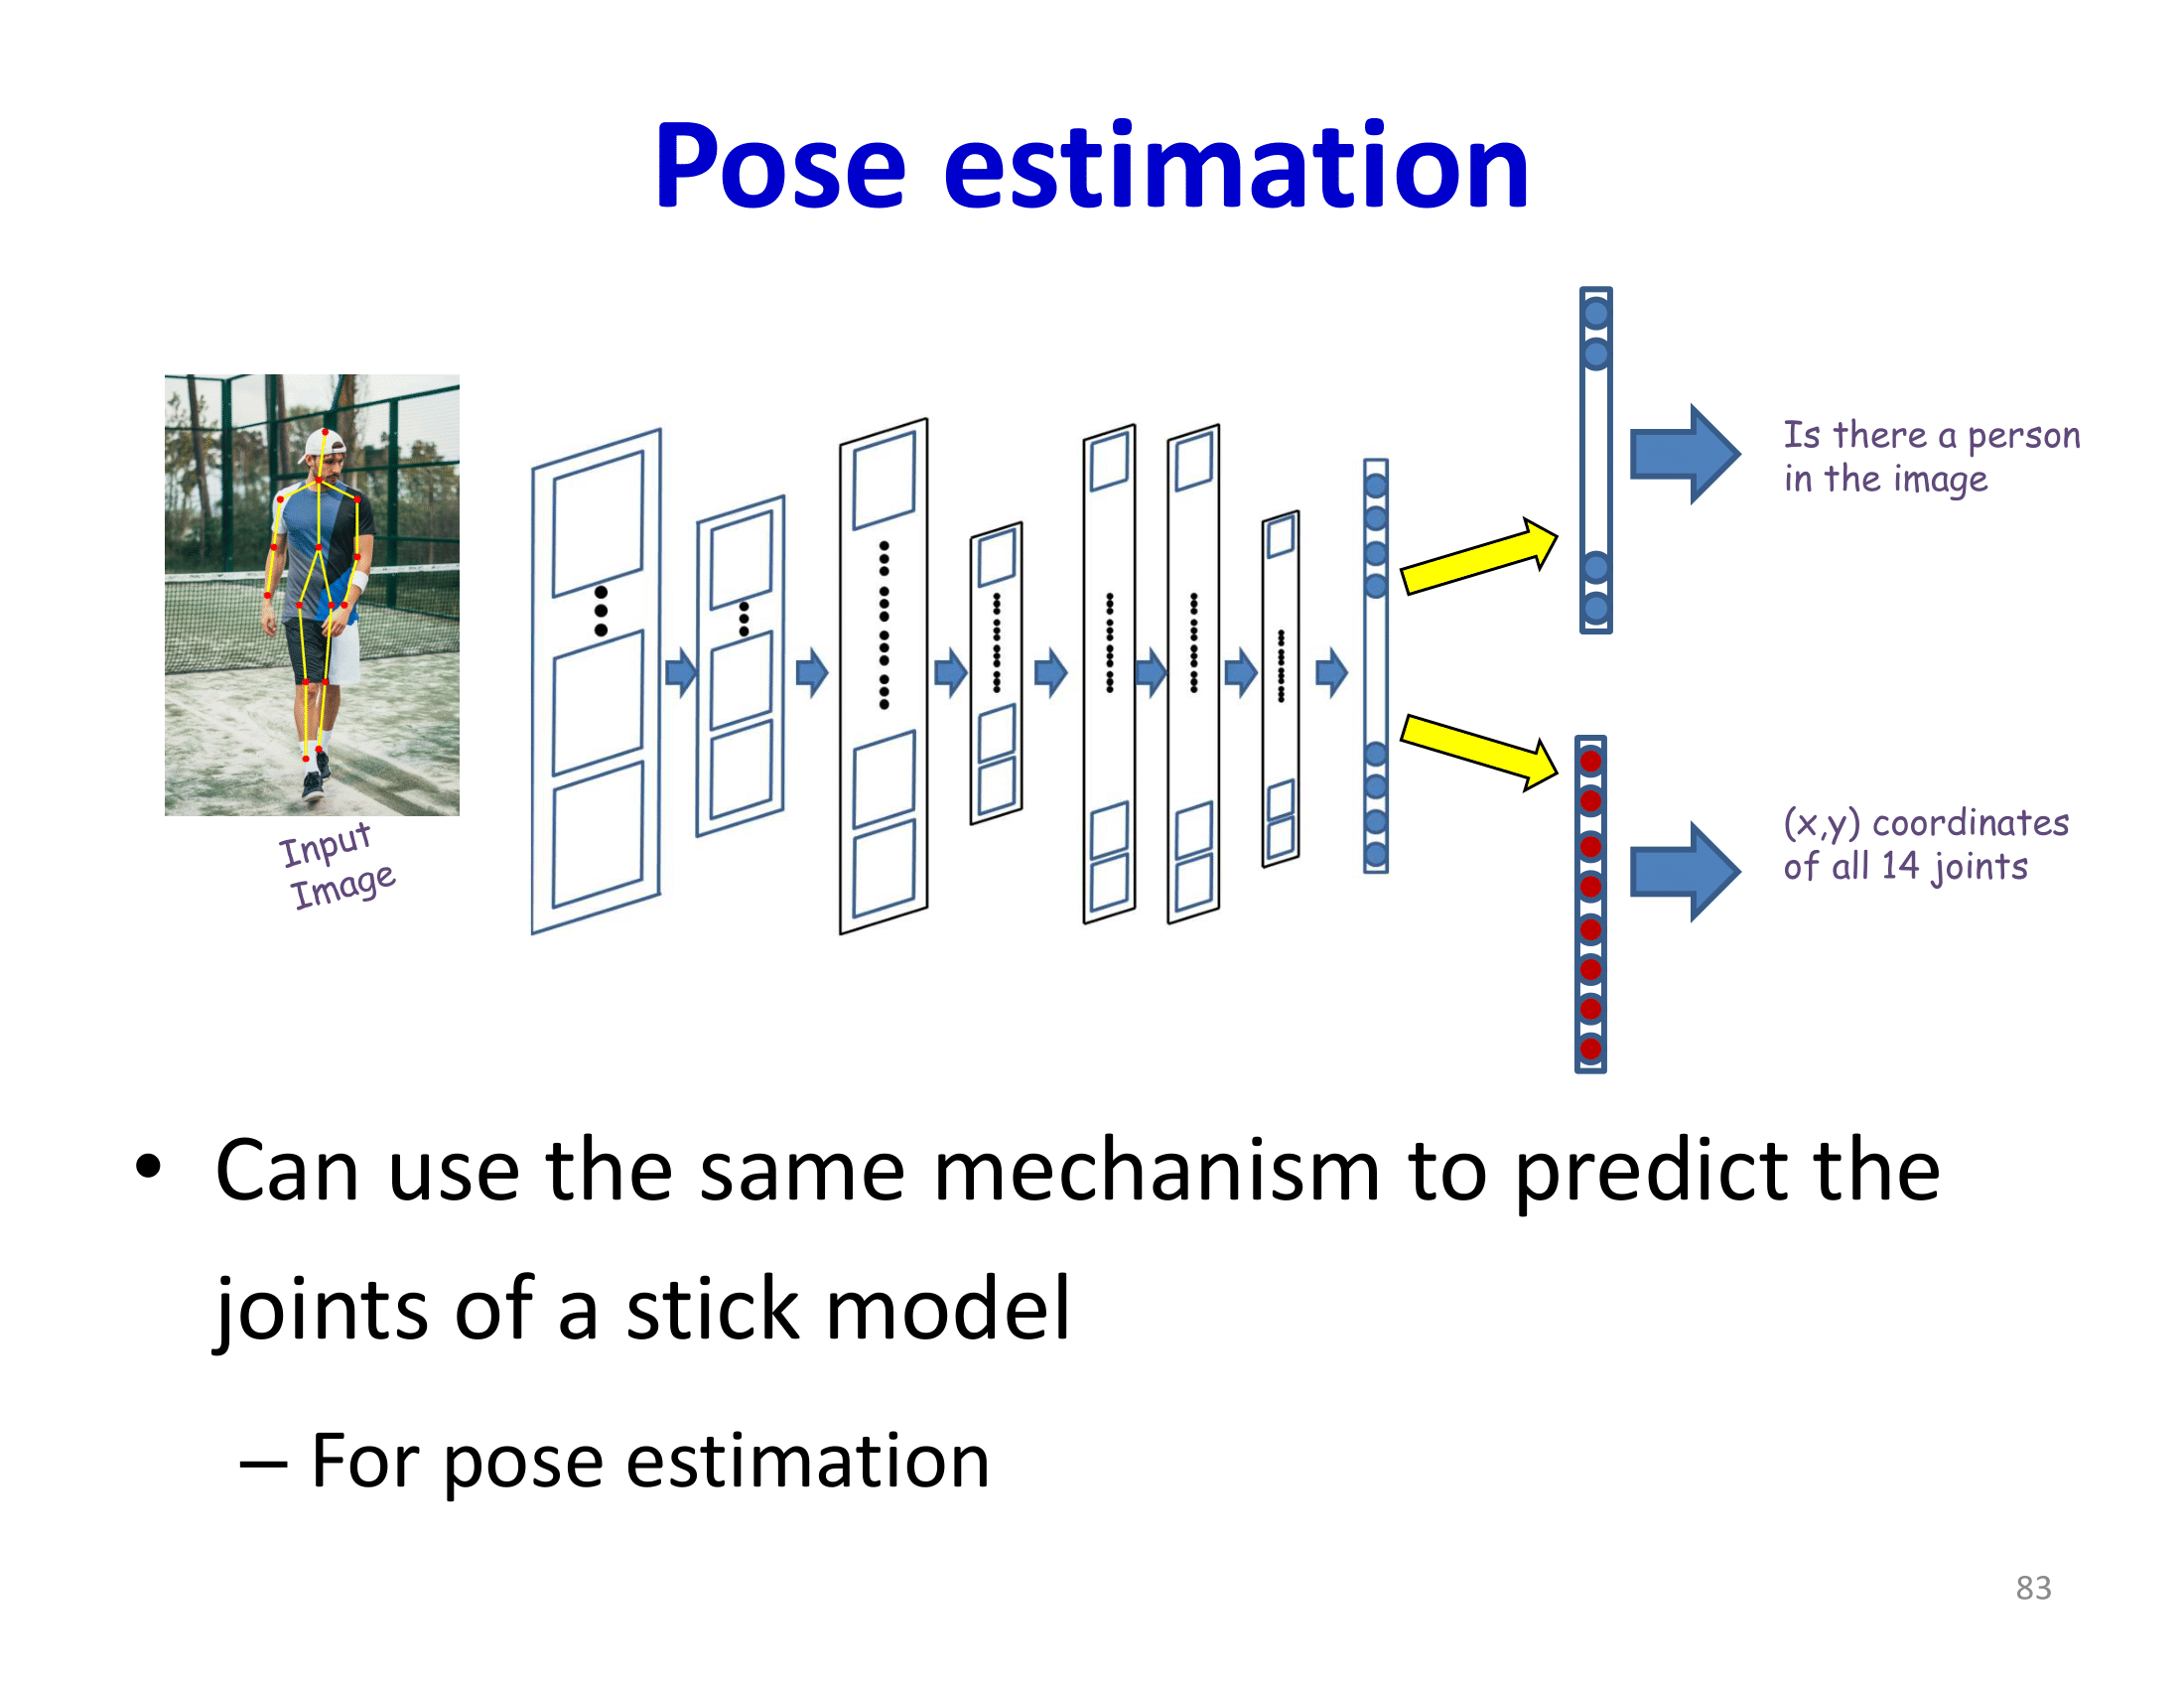 Pose estimation
Input
Image
Is there a person
in the image
(x,y) coordinates
of all 14 joints
• Can use the same mechanism to predict the
joints of a stick model
– For pose estimation
83